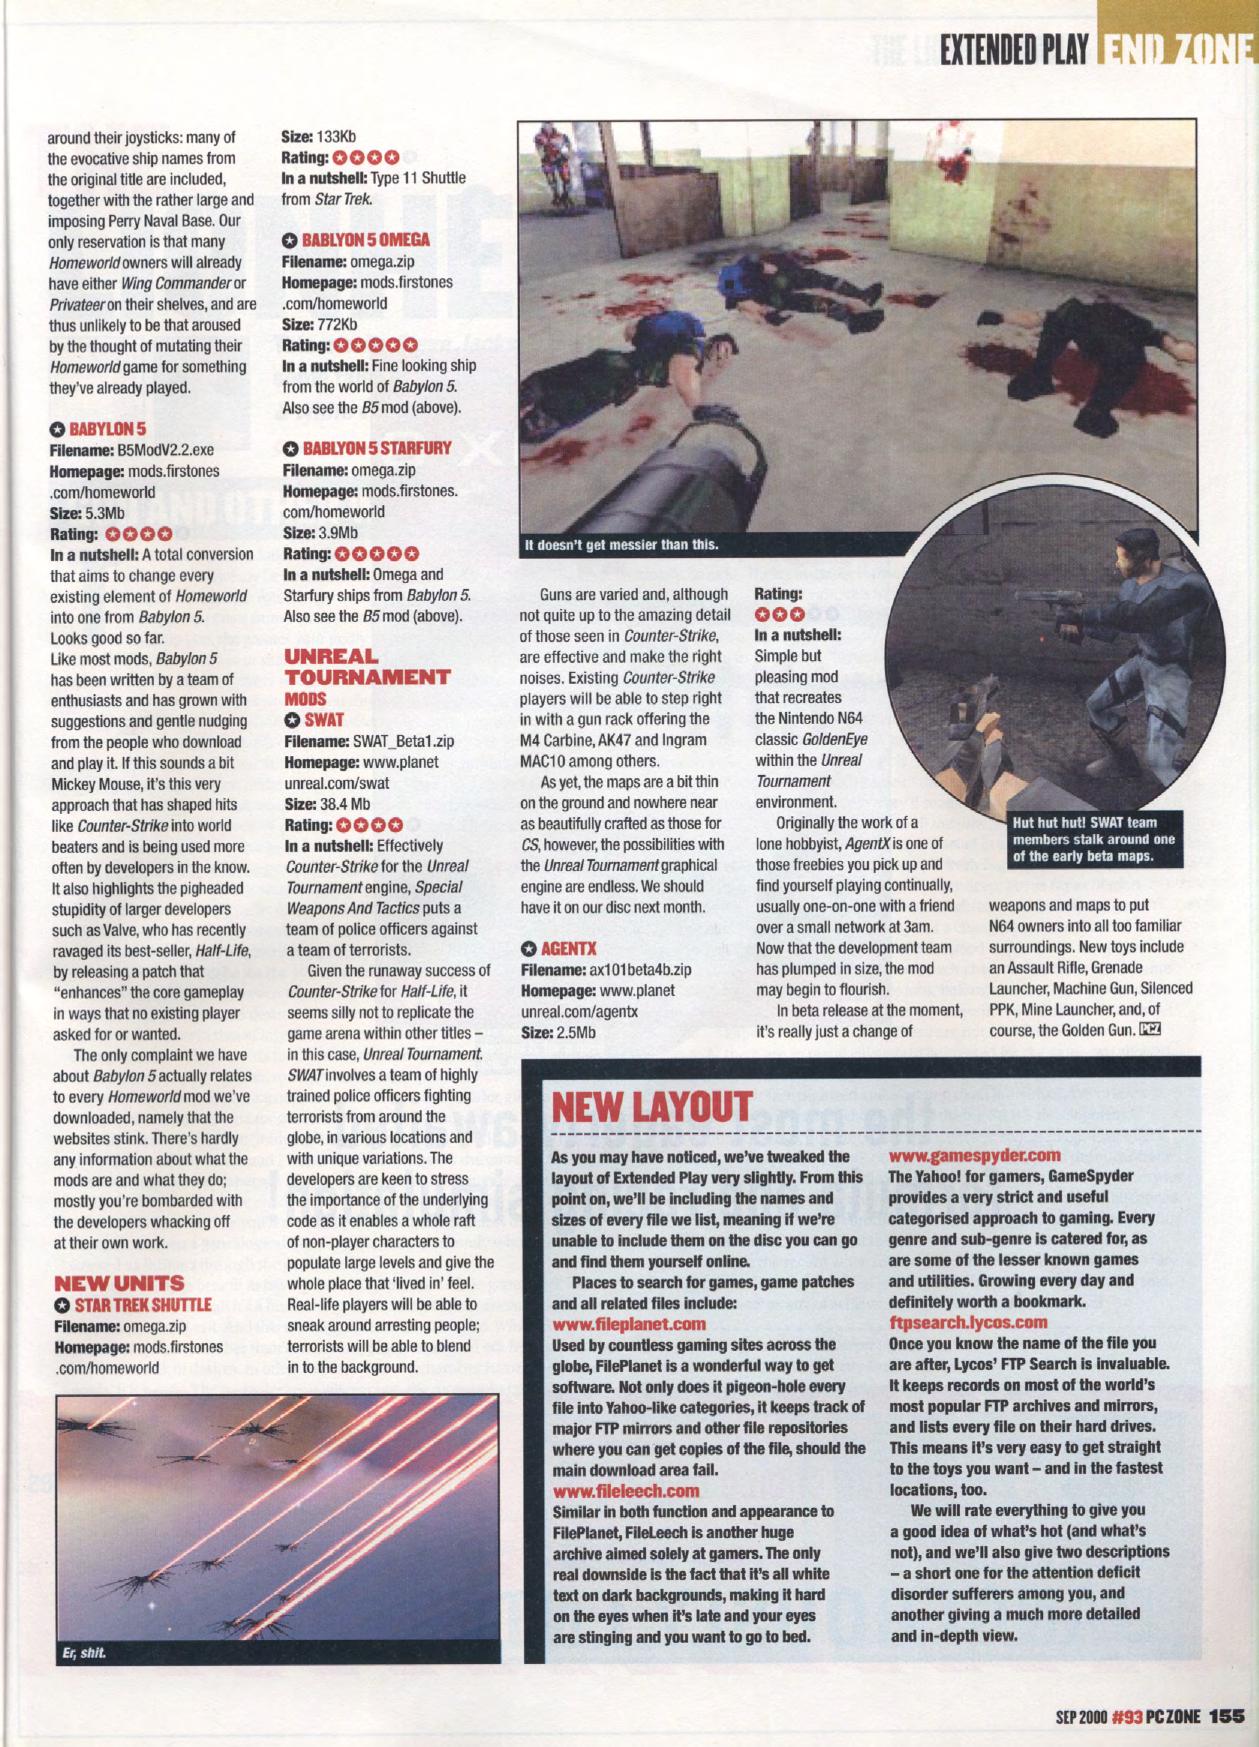 EXTENDED PLAY END ZONE
around their joysticks: many of
the evocative ship names from
the original title are included,
together with the rather large and
imposing Perry Naval Base. Our
only reservation is that many
Homeworld owners will already
have either Wing Commander or
Privateer on their shelves, and are
thus unlikely to be that aroused
by the thought of mutating their
Homeworld game for something
they've already played.
BABYLON 5
Filename: B5ModV2.2.exe
Homepage: mods.firstones
.com/homeworld
Size: 5.3Mb
Rating:
In a nutshell: A total conversion
that aims to change every
existing element of Homeworld
into one from Babylon 5.
Looks good so far.
Like most mods, Babylon 5
has been written by a team of
enthusiasts and has grown with
suggestions and gentle nudging
from the people who download
and play it. If this sounds a bit
Mickey Mouse, it's this very
approach that has shaped hits
like Counter-Strike into world
beaters and is being used more
often by developers in the know.
It also highlights the pigheaded
stupidity of larger developers
such as Valve, who has recently
ravaged its best-seller, Half-Life,
by releasing a patch that
“enhances” the core gameplay
in ways that no existing player
asked for or wanted.
The only complaint we have
about Babylon 5 actually relates
to every Homeworld mod we've
downloaded, namely that the
websites stink. There's hardly
any information about what the
mods are and what they do;
mostly you're bombarded with
the developers whacking off
at their own work.
NEW UNITS
STAR TREK SHUTTLE
Filename: omega.zip
Homepage: mods.firstones
.com/homeworld
Size: 133Kb
Rating:
In a nutshell: Type 11 Shuttle
from Star Trek.
BABLYON 5 OMEGA
Filename: omega.zip
Homepage: mods.firstones
.com/homeworld
Size: 772Kb
Rating:
In a nutshell: Fine looking ship
from the world of Babylon 5.
Also see the B5 mod (above).
BABLYON 5 STARFURY
Filename: omega.zip
Homepage: mods.firstones.
com/homeworld
Size: 3.9Mb
Rating:
In a nutshell: Omega and
Starfury ships from Babylon 5.
Also see the B5 mod (above).
UNREAL
TOURNAMENT
MODS
SWAT
Filename: SWAT_Beta1.zip
Homepage: www.planet
unreal.com/swat
Size: 38.4 Mb
Rating:
In a nutshell: Effectively
Counter-Strike for the Unreal
Tournament engine, Special
Weapons And Tactics puts a
team of police officers against
a team of terrorists.
Given the runaway success of
Counter-Strike for Half-Life, it
seems silly not to replicate the
game arena within other titles –
in this case, Unreal Tournament.
SWAT involves a team of highly
trained police officers fighting
terrorists from around the
globe, in various locations and
with unique variations. The
developers are keen to stress
the importance of the underlying
code as it enables a whole raft
of non-player characters to
populate large levels and give the
whole place that 'lived in' feel.
Real-life players will be able to
sneak around arresting people;
terrorists will be able to blend
in to the background.
Er, shit.
It doesn't get messier than this.
Guns are varied and, although
not quite up to the amazing detail
of those seen in Counter-Strike,
are effective and make the right
noises. Existing Counter-Strike
players will be able to step right
in with a gun rack offering the
M4 Carbine, AK47 and Ingram
MAC10 among others.
As yet, the maps are a bit thin
on the ground and nowhere near
as beautifully crafted as those for
CS, however, the possibilities with
the Unreal Tournament graphical
engine are endless. We should
have it on our disc next month.
AGENTX
Filename: ax101beta4b.zip
Homepage: www.planet
unreal.com/agentx
Size: 2.5Mb
Rating:
In a nutshell:
Simple but
pleasing mod
that recreates
the Nintendo N64
classic GoldenEye
within the Unreal
Tournament
environment.
Originally the work of a
lone hobbyist, AgentX is one of
those freebies you pick up and
find yourself playing continually,
usually one-on-one with a friend
over a small network at 3am.
Now that the development team
has plumped in size, the mod
may begin to flourish.
In beta release at the moment,
it's really just a change of
Hut hut hut! SWAT team
members stalk around one
of the early beta maps.
weapons and maps to put
N64 owners into all too familiar
surroundings. New toys include
an Assault Rifle, Grenade
Launcher, Machine Gun, Silenced
PPK, Mine Launcher, and, of
course, the Golden Gun. PCZ
NEW LAYOUT
As you may have noticed, we've tweaked the
layout of Extended Play very slightly. From this
point on, we'll be including the names and
sizes of every file we list, meaning if we're
unable to include them on the disc you can go
and find them yourself online.
Places to search for games, game patches
and all related files include:
www.fileplanet.com
Used by countless gaming sites across the
globe, FilePlanet is a wonderful way to get
software. Not only does it pigeon-hole every
file into Yahoo-like categories, it keeps track of
major FTP mirrors and other file repositories
where you can get copies of the file, should the
main download area fail.
www.fileleech.com
Similar in both function and appearance to
FilePlanet, FileLeech is another huge
archive aimed solely at gamers. The only
real downside is the fact that it's all white
text on dark backgrounds, making it hard
on the eyes when it's late and your eyes
are stinging and you want to go to bed.
www.gamespyder.com
The Yahoo! for gamers, GameSpyder
provides a very strict and useful
categorised approach to gaming. Every
genre and sub-genre is catered for, as
are some of the lesser known games
and utilities. Growing every day and
definitely worth a bookmark.
ftpsearch.lycos.com
Once you know the name of the file you
are after, Lycos' FTP Search is invaluable.
It keeps records on most of the world's
most popular FTP archives and mirrors,
and lists every file on their hard drives.
This means it's very easy to get straight
to the toys you want – and in the fastest
locations, too.
We will rate everything to give you
a good idea of what's hot (and what's
not), and we'll also give two descriptions
– a short one for the attention deficit
disorder sufferers among you, and
another giving a much more detailed
and in-depth view.
SEP 2000 #93 PC ZONE 155